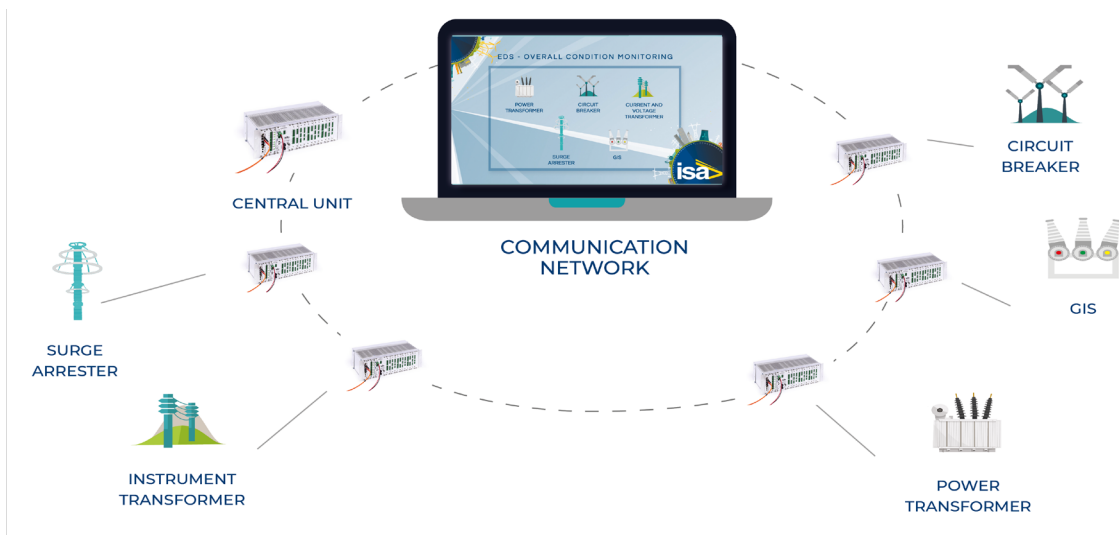 EDS - OVERALL CONDITION MONITORING
POWER
TRANSFORMER
CIRCUIT
BREAKER
CURRENT AND
VOLTAGE
TRANSFORMER
SURGE
ARRESTER
GIS
isa
COMMUNICATION
NETWORK
CENTRAL UNIT
CIRCUIT
BREAKER
GIS
SURGE
ARRESTER
INSTRUMENT
TRANSFORMER
POWER
TRANSFORMER